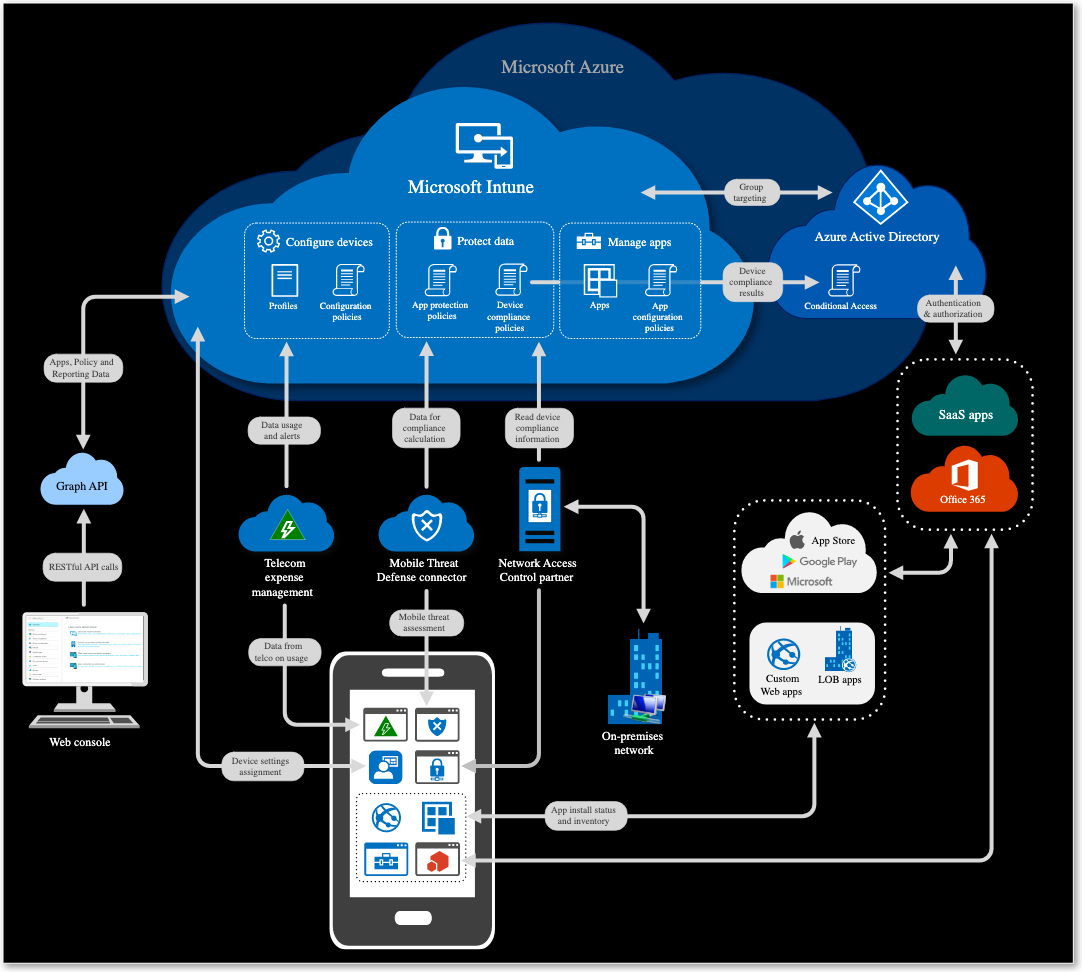 Microsoft Azure
Microsoft Intune
Group
targeting
Azure Active Directory
Configure devices
Protect data
Manage apps
Profiles
Configuration
policies
App protection
policies
Device
compliance
policies
Apps
App
configuration
policies
Device
compliance
results
Conditional Access
Authentication
& authorization
Apps, Policy and
Reporting Data
Data usage
and alerts
Data for
compliance
calculation
Read device
compliance
information
SaaS apps
Office 365
Graph API
App Store
Google Play
Microsoft
RESTful API calls
Telecom
expense
management
Mobile Threat
Defense connector
Network Access
Control partner
Mobile threat
assessment
Data from
telco on usage
Custom
Web apps
LOB apps
Web console
On-premises
network
Device settings
assignment
App install status
and inventory